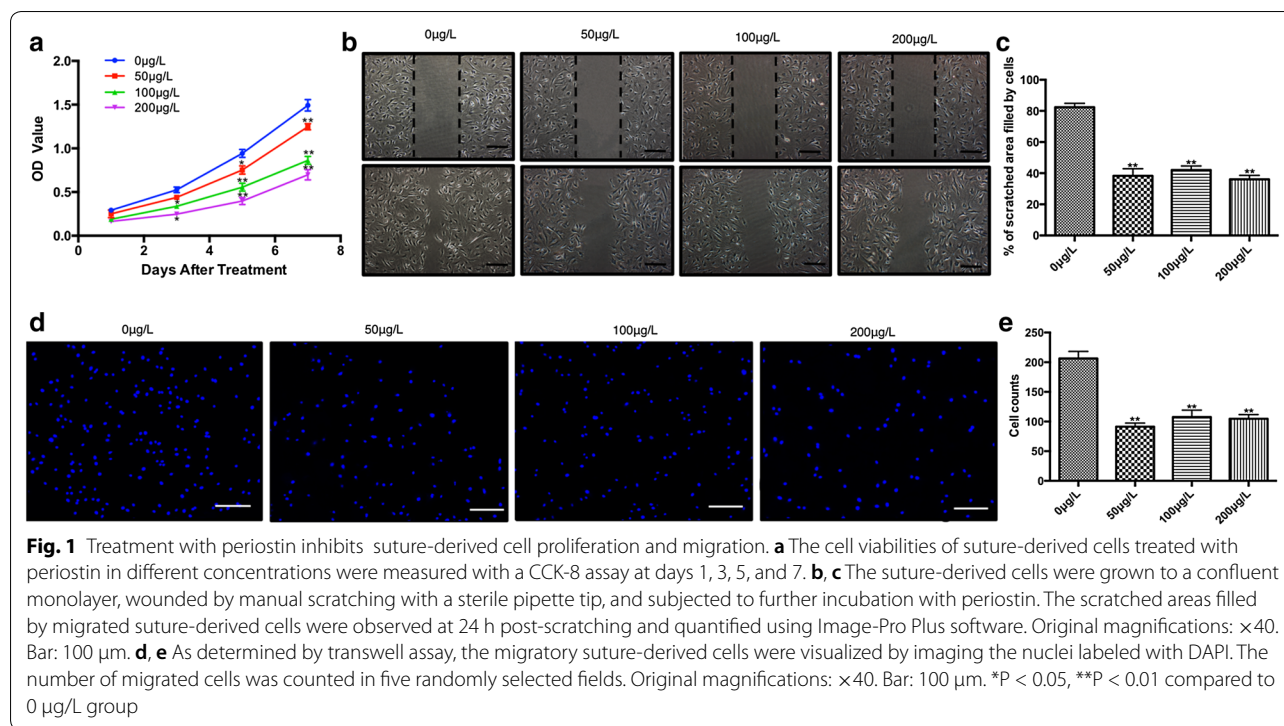 a
0µg/L
50µg/L
100µg/L
200µg/L
2.0
1.5
1.0
0.5
0.0
OD Value
0 2 4 6 8
Days After Treatment
* ** * ** ** ** ** *
b
0µg/L 50µg/L 100µg/L 200µg/L
c
% of scratched area filled by cells
100
80
60
40
20
0
** ** **
0µg/L 50µg/L 100µg/L 200µg/L
d
0µg/L 50µg/L 100µg/L 200µg/L
e
Cell counts
250
200
150
100
50
0
** ** **
0µg/L 50µg/L 100µg/L 200µg/L
Fig. 1 Treatment with periostin inhibits suture-derived cell proliferation and migration. a The cell viabilities of suture-derived cells treated with
periostin in different concentrations were measured with a CCK-8 assay at days 1, 3, 5, and 7. b, c The suture-derived cells were grown to a confluent
monolayer, wounded by manual scratching with a sterile pipette tip, and subjected to further incubation with periostin. The scratched areas filled
by migrated suture-derived cells were observed at 24 h post-scratching and quantified using Image-Pro Plus software. Original magnifications: ×40.
Bar: 100 µm. d, e As determined by transwell assay, the migratory suture-derived cells were visualized by imaging the nuclei labeled with DAPI. The
number of migrated cells was counted in five randomly selected fields. Original magnifications: ×40. Bar: 100 µm. *P < 0.05, **P < 0.01 compared to
0 µg/L group